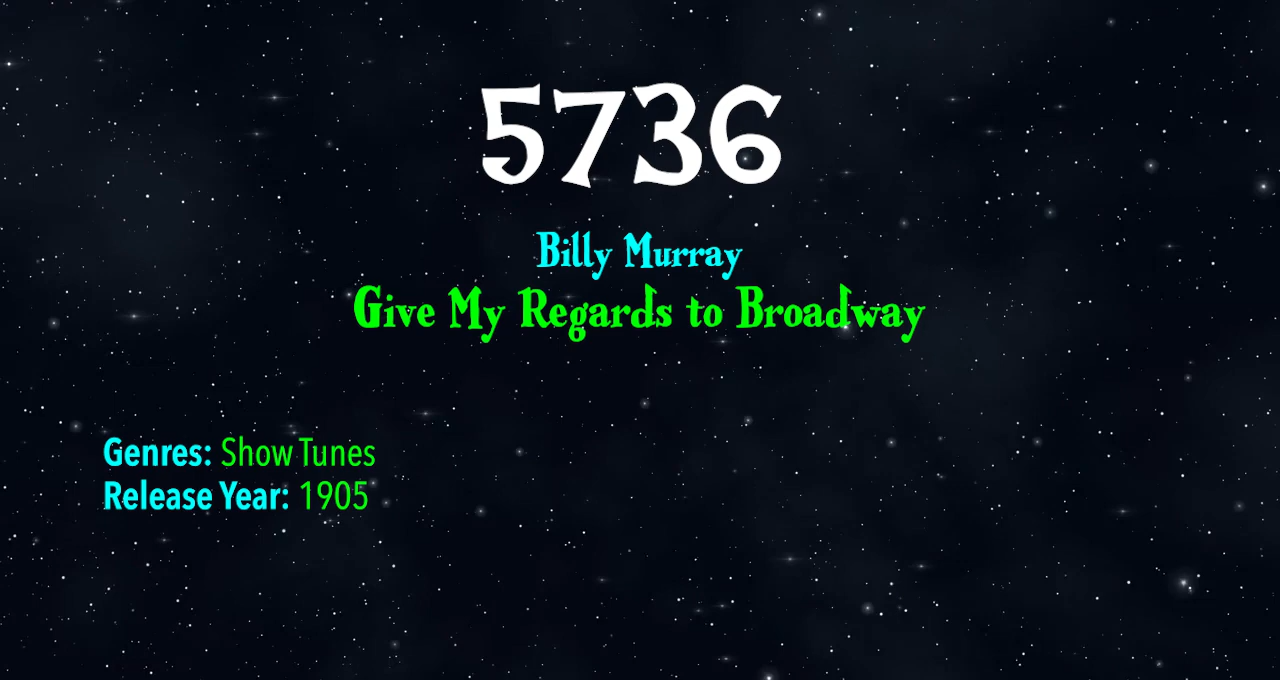 5736
Billy Murray
Give My Regards to Broadway
Genres: Show Tunes
Release Year: 1905